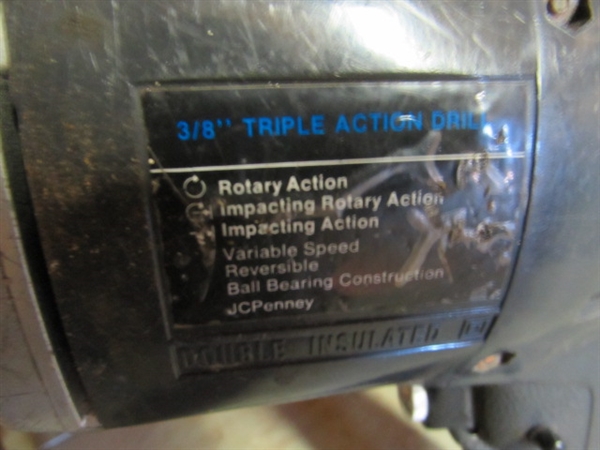 3/8'' TRIPLE ACTION DRILL
Rotary Action
Impacting Rotary Action
Impacting Action
Variable Speed
Reversible
Ball Bearing Construction
JCPenney
DOUBLE INSULATED